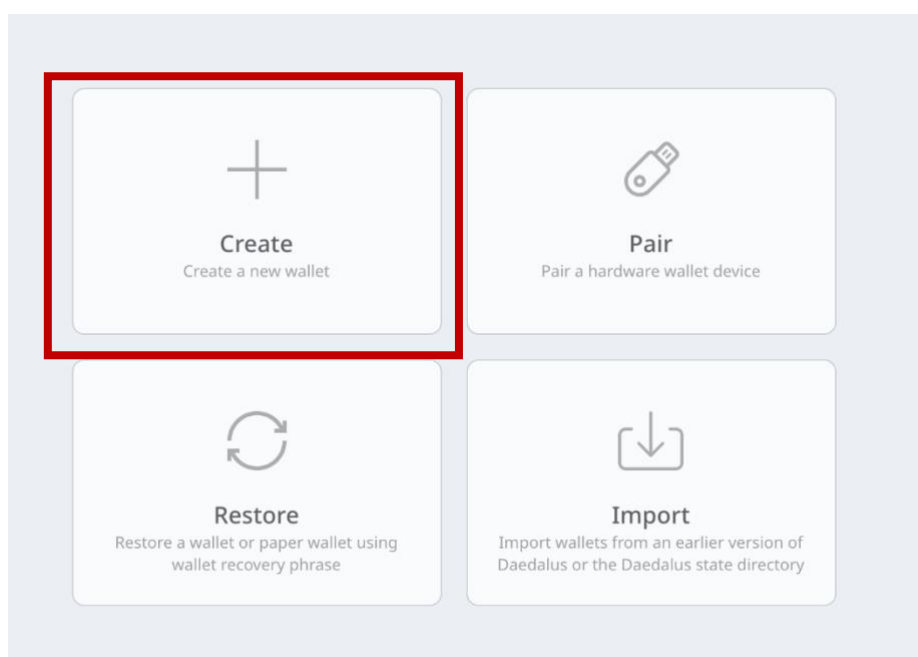 Create
Create a new wallet
Pair
Pair a hardware wallet device
Restore
Restore a wallet or paper wallet using
wallet recovery phrase
Import
Import wallets from an earlier version of
Daedalus or the Daedalus state directory